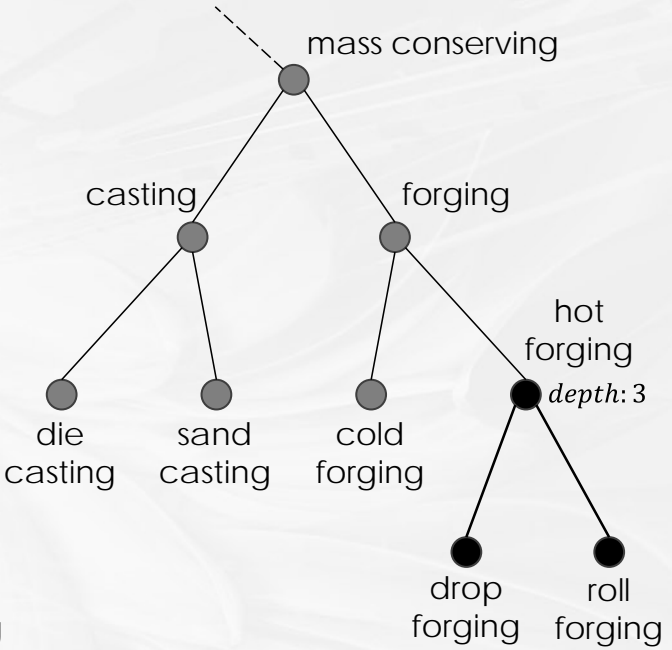 mass conserving
casting
forging
hot
forging
depth: 3
die
casting
sand
casting
cold
forging
drop
forging
roll
forging